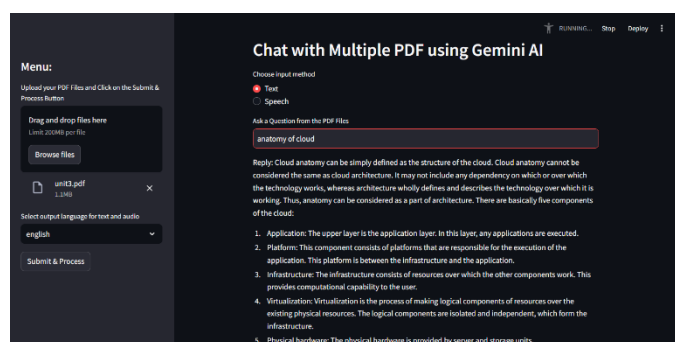 RUNNING... Stop Deploy
Menu:
Upload your PDF Files and Click on the Submit &
Process Button
Drag and drop files here
Limit 200MB per file
Browse files
unit3.pdf
1.1MB
Select output language for text and audio
english
Submit & Process
Chat with Multiple PDF using Gemini AI
Choose input method
Text
Speech
Ask a Question from the PDF Files
anatomy of cloud
Reply: Cloud anatomy can be simply defined as the structure of the cloud. Cloud anatomy cannot be
considered the same as cloud architecture. It may not include any dependency on which or over which
the technology works, whereas architecture wholly defines and describes the technology over which it is
working. Thus, anatomy can be considered as a part of architecture. There are basically five components
of the cloud:
1. Application: The upper layer is the application layer. In this layer, any applications are executed.
2. Platform: This component consists of platforms that are responsible for the execution of the
application. This platform is between the infrastructure and the application.
3. Infrastructure: The infrastructure consists of resources over which the other components work. This
provides computational capability to the user.
4. Virtualization: Virtualization is the process of making logical components of resources over the
existing physical resources. The logical components are isolated and independent, which form the
infrastructure.
5. Physical hardware: The physical hardware is provided by server and storage units.